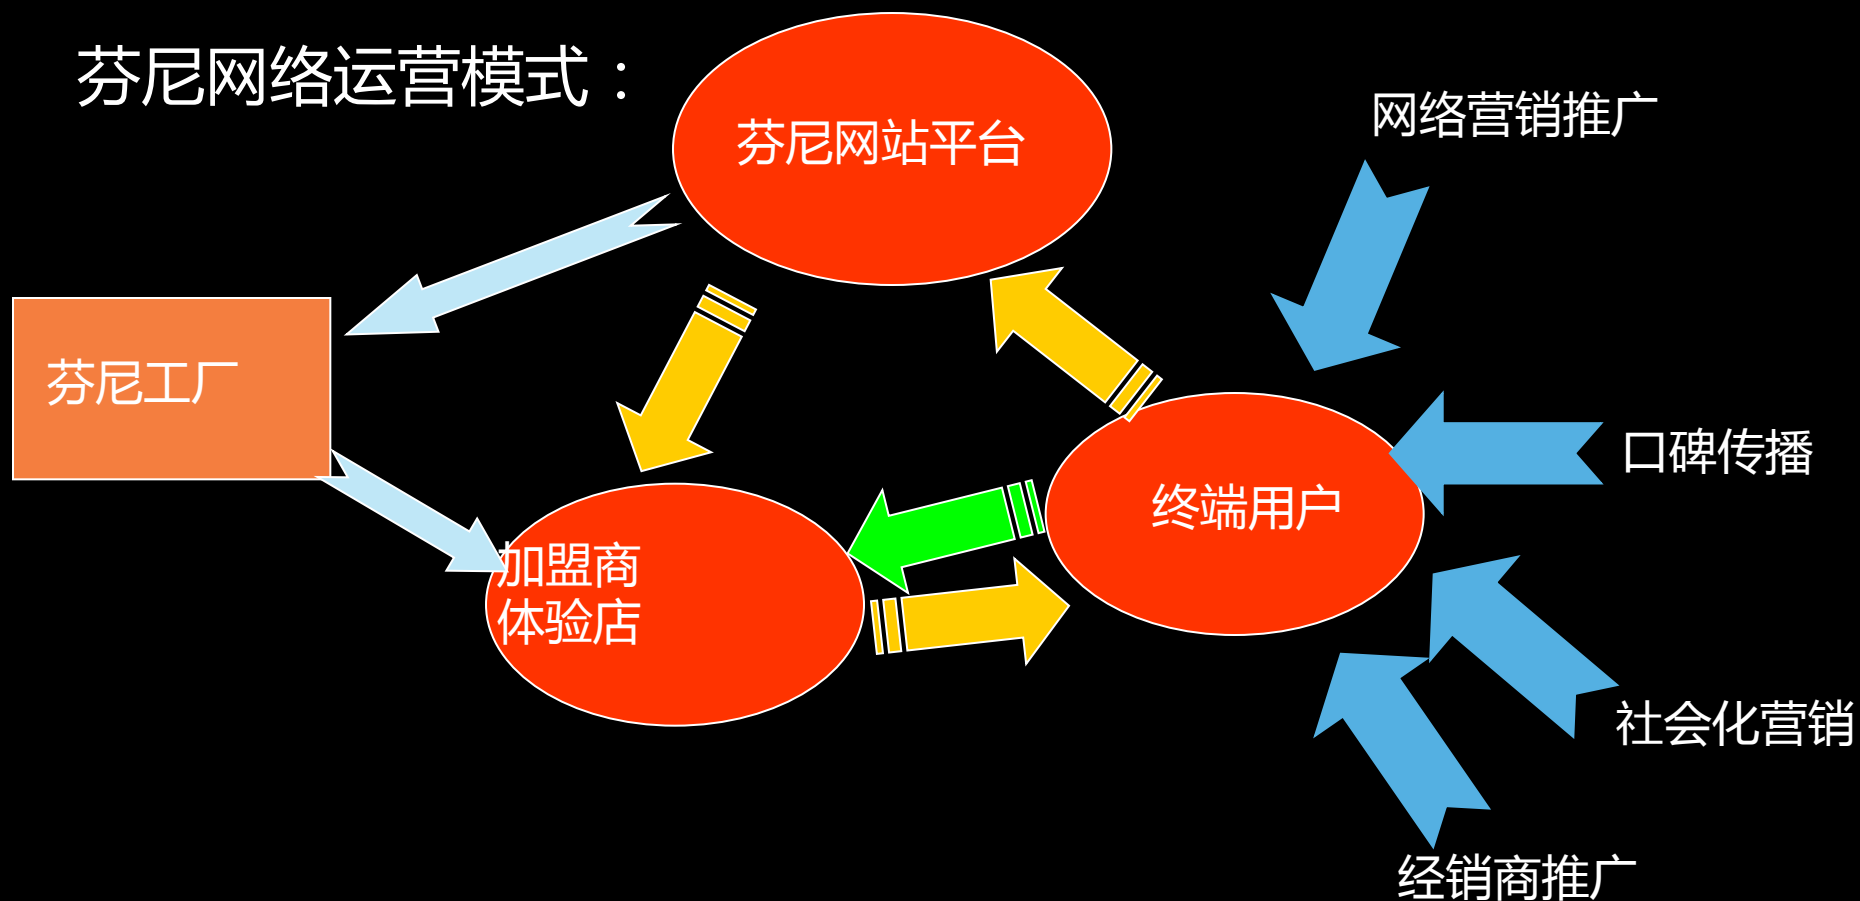 芬尼网络运营模式：
芬尼网站平台
网络营销推广
芬尼工厂
口碑传播
终端用户
加盟商
体验店
社会化营销
经销商推广